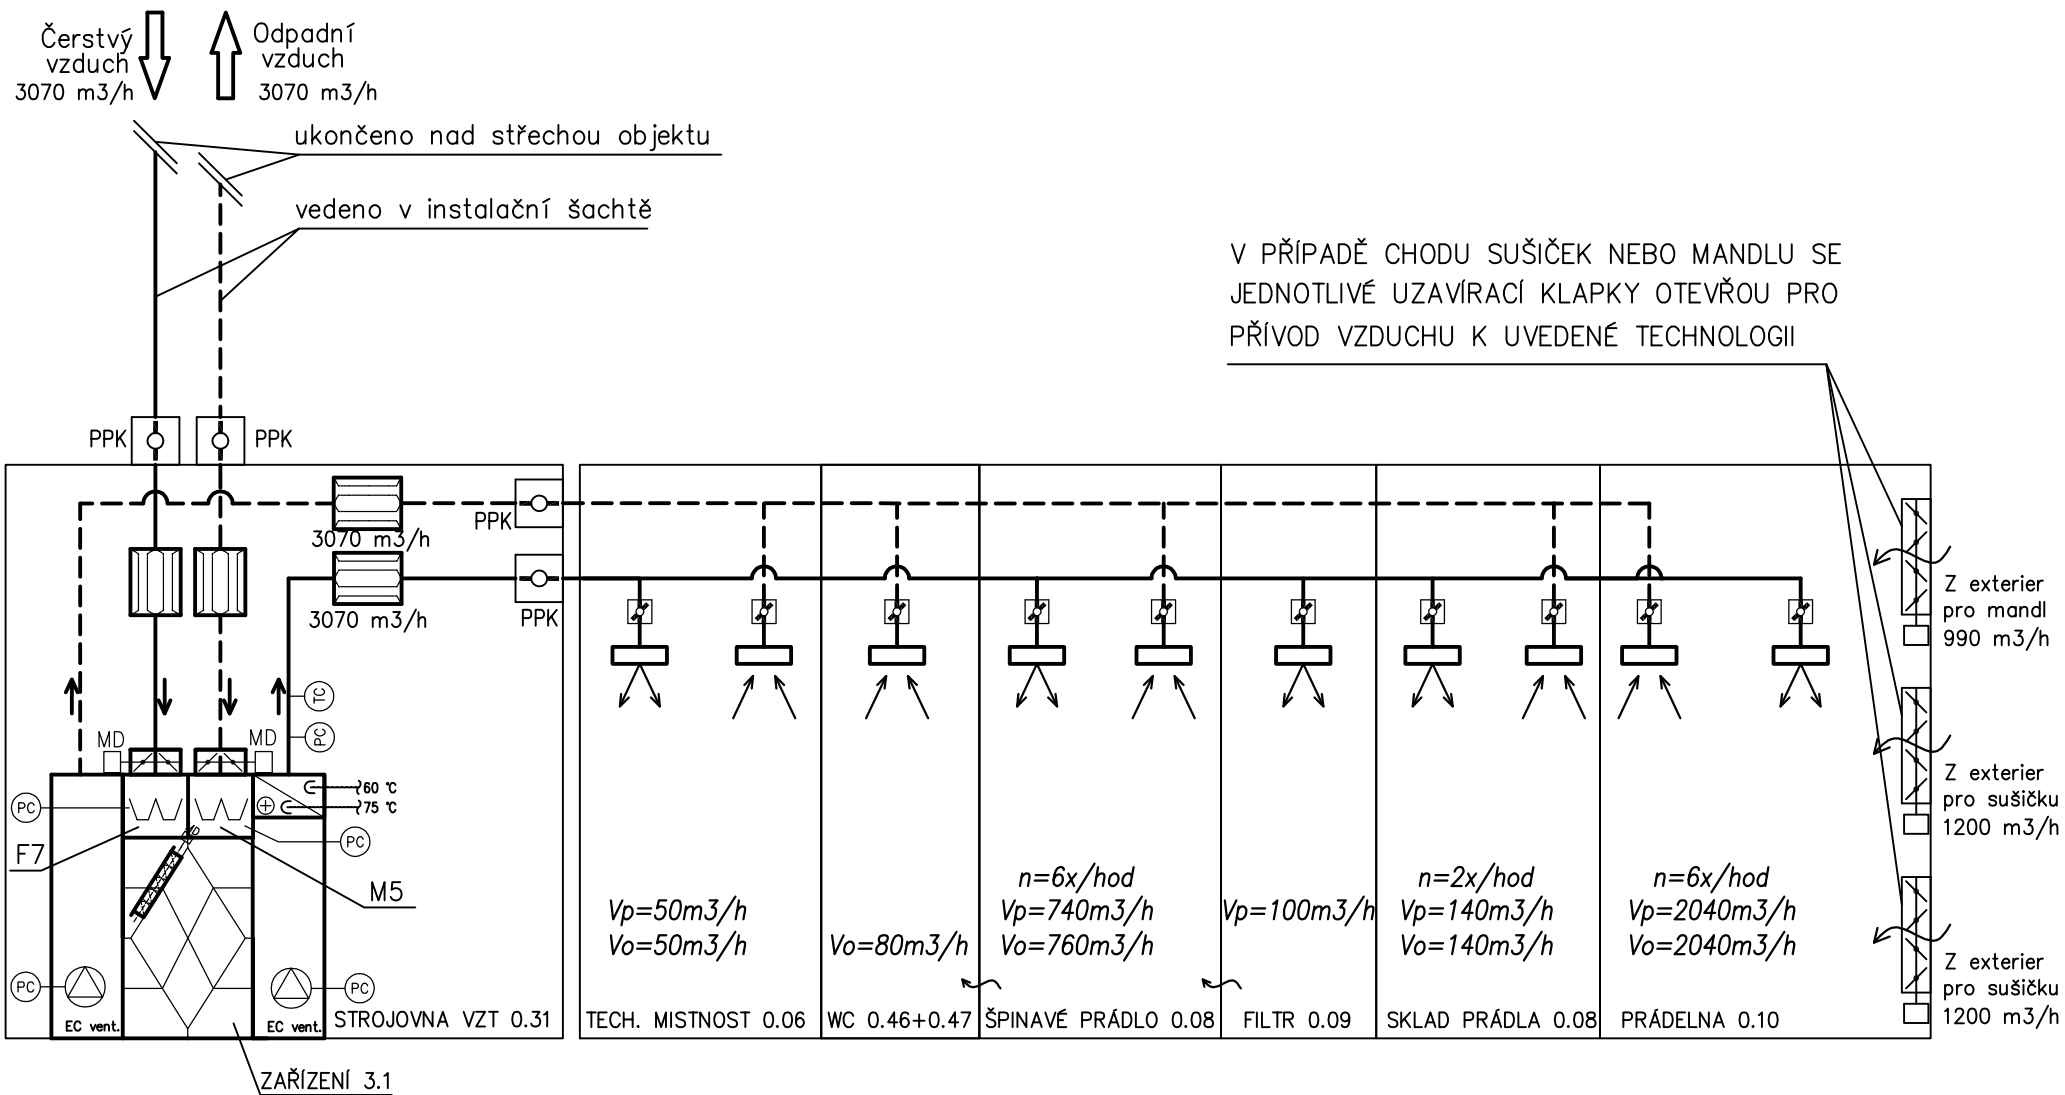 Čerstvý
vzduch
3070 m3/h
Odpadní
vzduch
3070 m3/h
ukončeno nad střechou objektu
vedeno v instalační šachtě
V PŘÍPADĚ CHODU SUŠIČEK NEBO MANDLU SE
JEDNOTLIVÉ UZAVÍRACÍ KLAPKY OTEVŘOU PRO
PŘÍVOD VZDUCHU K UVEDENÉ TECHNOLOGII
PPK
PPK
PPK
3070 m3/h
3070 m3/h
PPK
TC
PC
MD
MD
60 °C
75 °C
PC
MD
PC
F7
M5
PC
PC
EC vent.
EC vent.
STROJOVNA VZT 0.31
ZAŘÍZENÍ 3.1
Vp=50m3/h
Vo=50m3/h
TECH. MISTNOST 0.06
Vo=80m3/h
WC 0.46+0.47
n=6x/hod
Vp=740m3/h
Vo=760m3/h
ŠPINAVÉ PRÁDLO 0.08
Vp=100m3/h
FILTR 0.09
n=2x/hod
Vp=140m3/h
Vo=140m3/h
SKLAD PRÁDLA 0.08
n=6x/hod
Vp=2040m3/h
Vo=2040m3/h
PRÁDELNA 0.10
Z exterier
pro mandl
990 m3/h
Z exterier
pro sušičku
1200 m3/h
Z exterier
pro sušičku
1200 m3/h